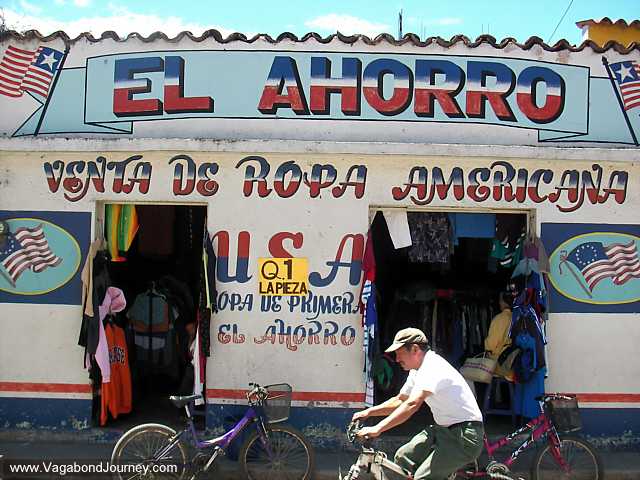 EL AHORRO
VENTA DE ROPA AMERICANA
USA
Q.1
LA PIEZA
ROPA DE PRIMERA
EL AHORRO
www.VagabondJourney.com